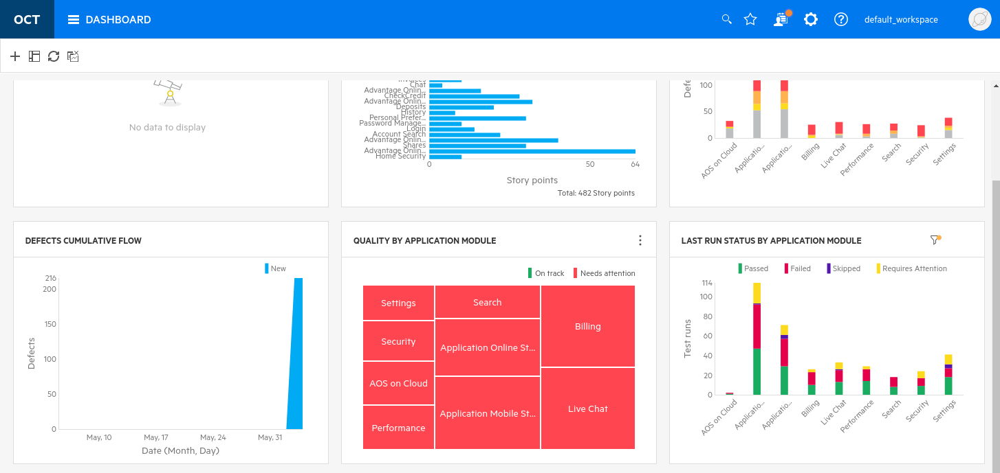 OCT
DASHBOARD
default_workspace
No data to display
Invoices
Chat
Advantage Onlin...
CheckCredit
Advantage Onlin...
Deposits
History
Personal Prefer...
Password Manage...
Login
Account Search
Advantage Onlin...
Shares
Advantage Onlin...
Home Security
0 50 64
Story points
Total: 482 Story points
100
50
0
AOS on Cloud
Applicatio...
Applicatio...
Billing
Live Chat
Performance
Search
Security
Settings
DEFECTS CUMULATIVE FLOW
New
216
200
150
100
50
0
Defects
May, 10 May, 17 May, 24 May, 31
Date (Month, Day)
QUALITY BY APPLICATION MODULE
On track Needs attention
Settings
Security
AOS on Cloud
Performance
Search
Application Online St...
Application Mobile St...
Billing
Live Chat
LAST RUN STATUS BY APPLICATION MODULE
Passed Failed Skipped Requires Attention
114
100
80
60
40
20
0
Test runs
AOS on Cloud
Applicatio...
Applicatio...
Billing
Live Chat
Performance
Search
Security
Settings